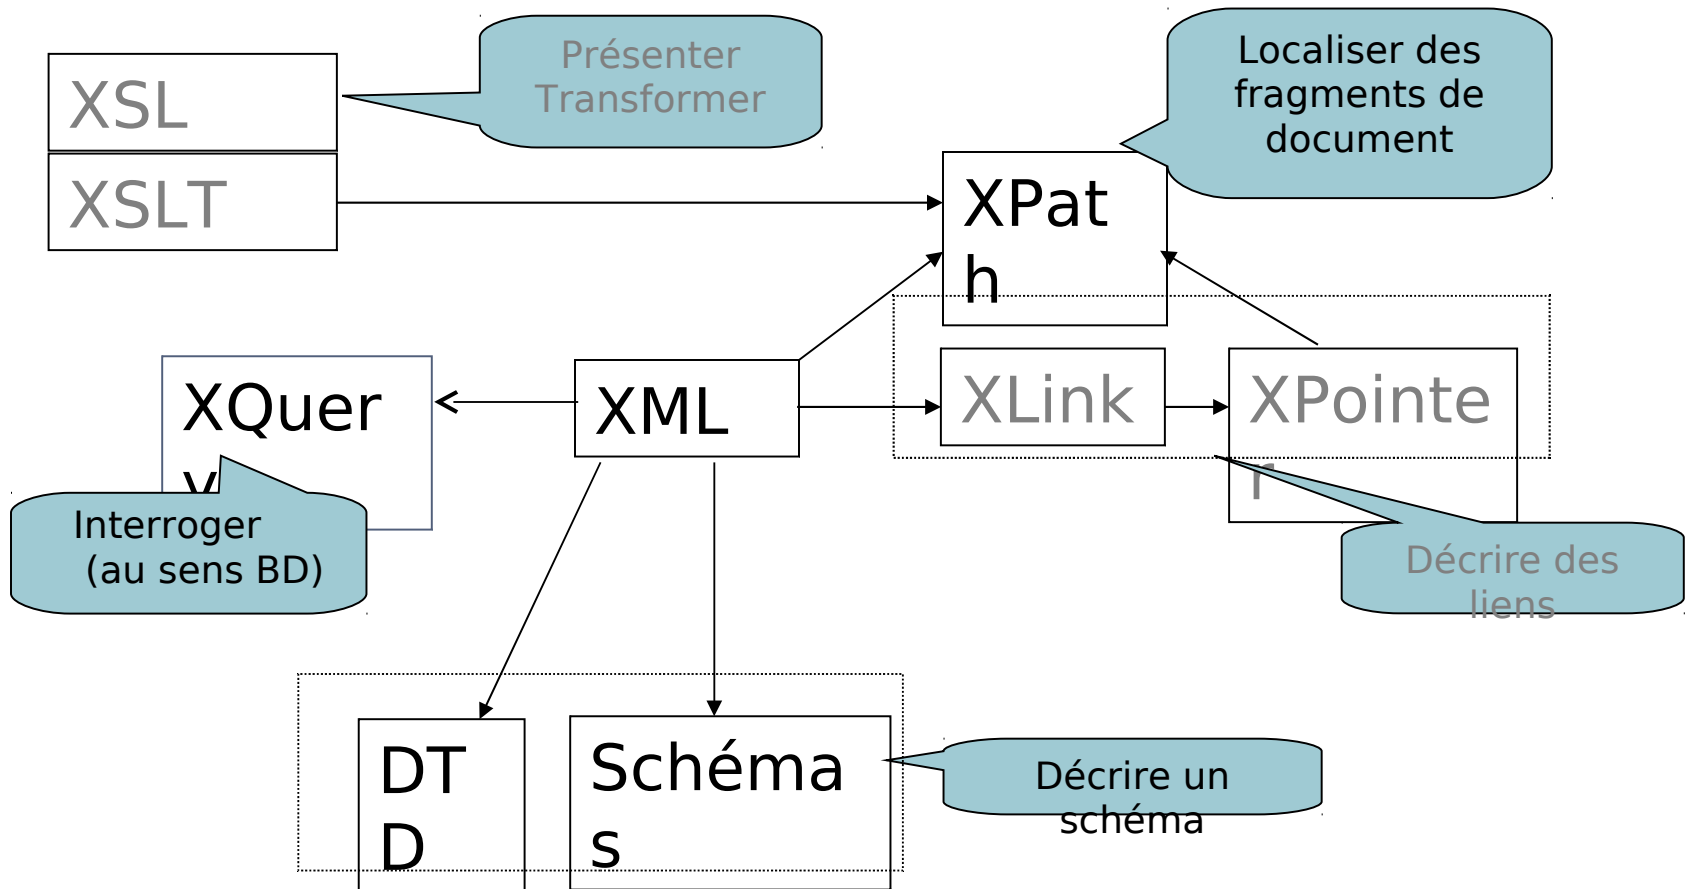 Présenter
Transformer
Localiser des
fragments de
document
XSL
XSLT
XPat
h
XQuer
y
XML
XLink
XPointe
r
Interroger
(au sens BD)
Décrire des
liens
DT
D
Schéma
s
Décrire un
schéma